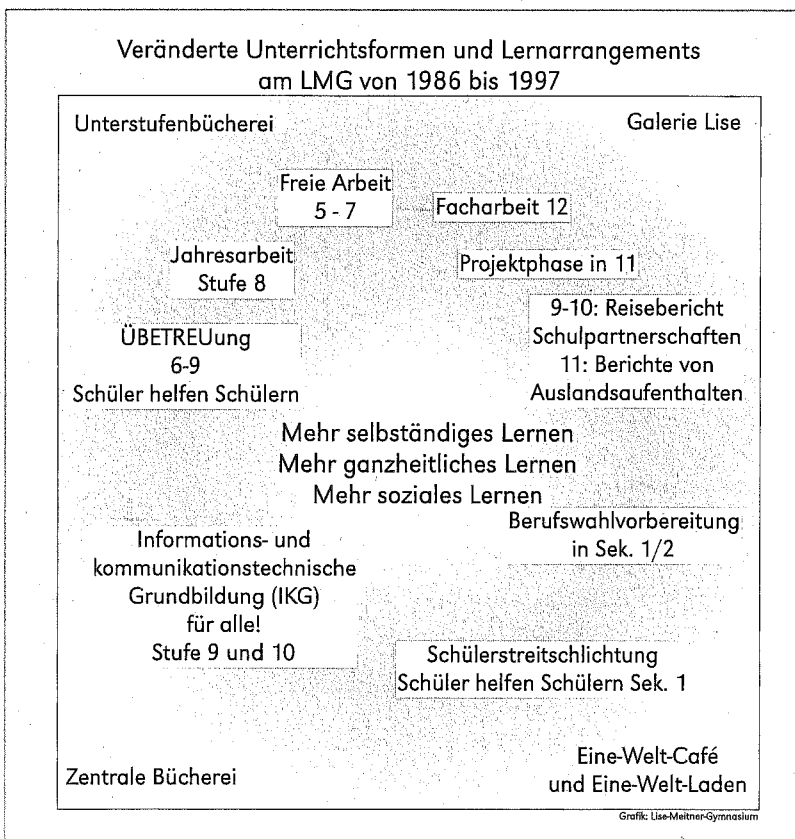 Veränderte Unterrichtsformen und Lernarrangements
am LMG von 1986 bis 1997
Unterstufenbücherei
Galerie Lise
Freie Arbeit
5 - 7
Facharbeit 12
Jahresarbeit
Stufe 8
Projektphase in 11
9-10: Reisebericht
Schulpartnerschaften
11: Berichte von
Auslandsaufenthalten
ÜBETREUung
6-9
Schüler helfen Schülern
Mehr selbständiges Lernen
Mehr ganzheitliches Lernen
Mehr soziales Lernen
Berufswahlvorbereitung
in Sek. 1/2
Informations- und
kommunikationstechnische
Grundbildung (IKG)
für alle!
Stufe 9 und 10
Schülerstreitschlichtung
Schüler helfen Schülern Sek. 1
Zentrale Bücherei
Eine-Welt-Café
und Eine-Welt-Laden
Grafik: Lise-Meitner-Gymnasium